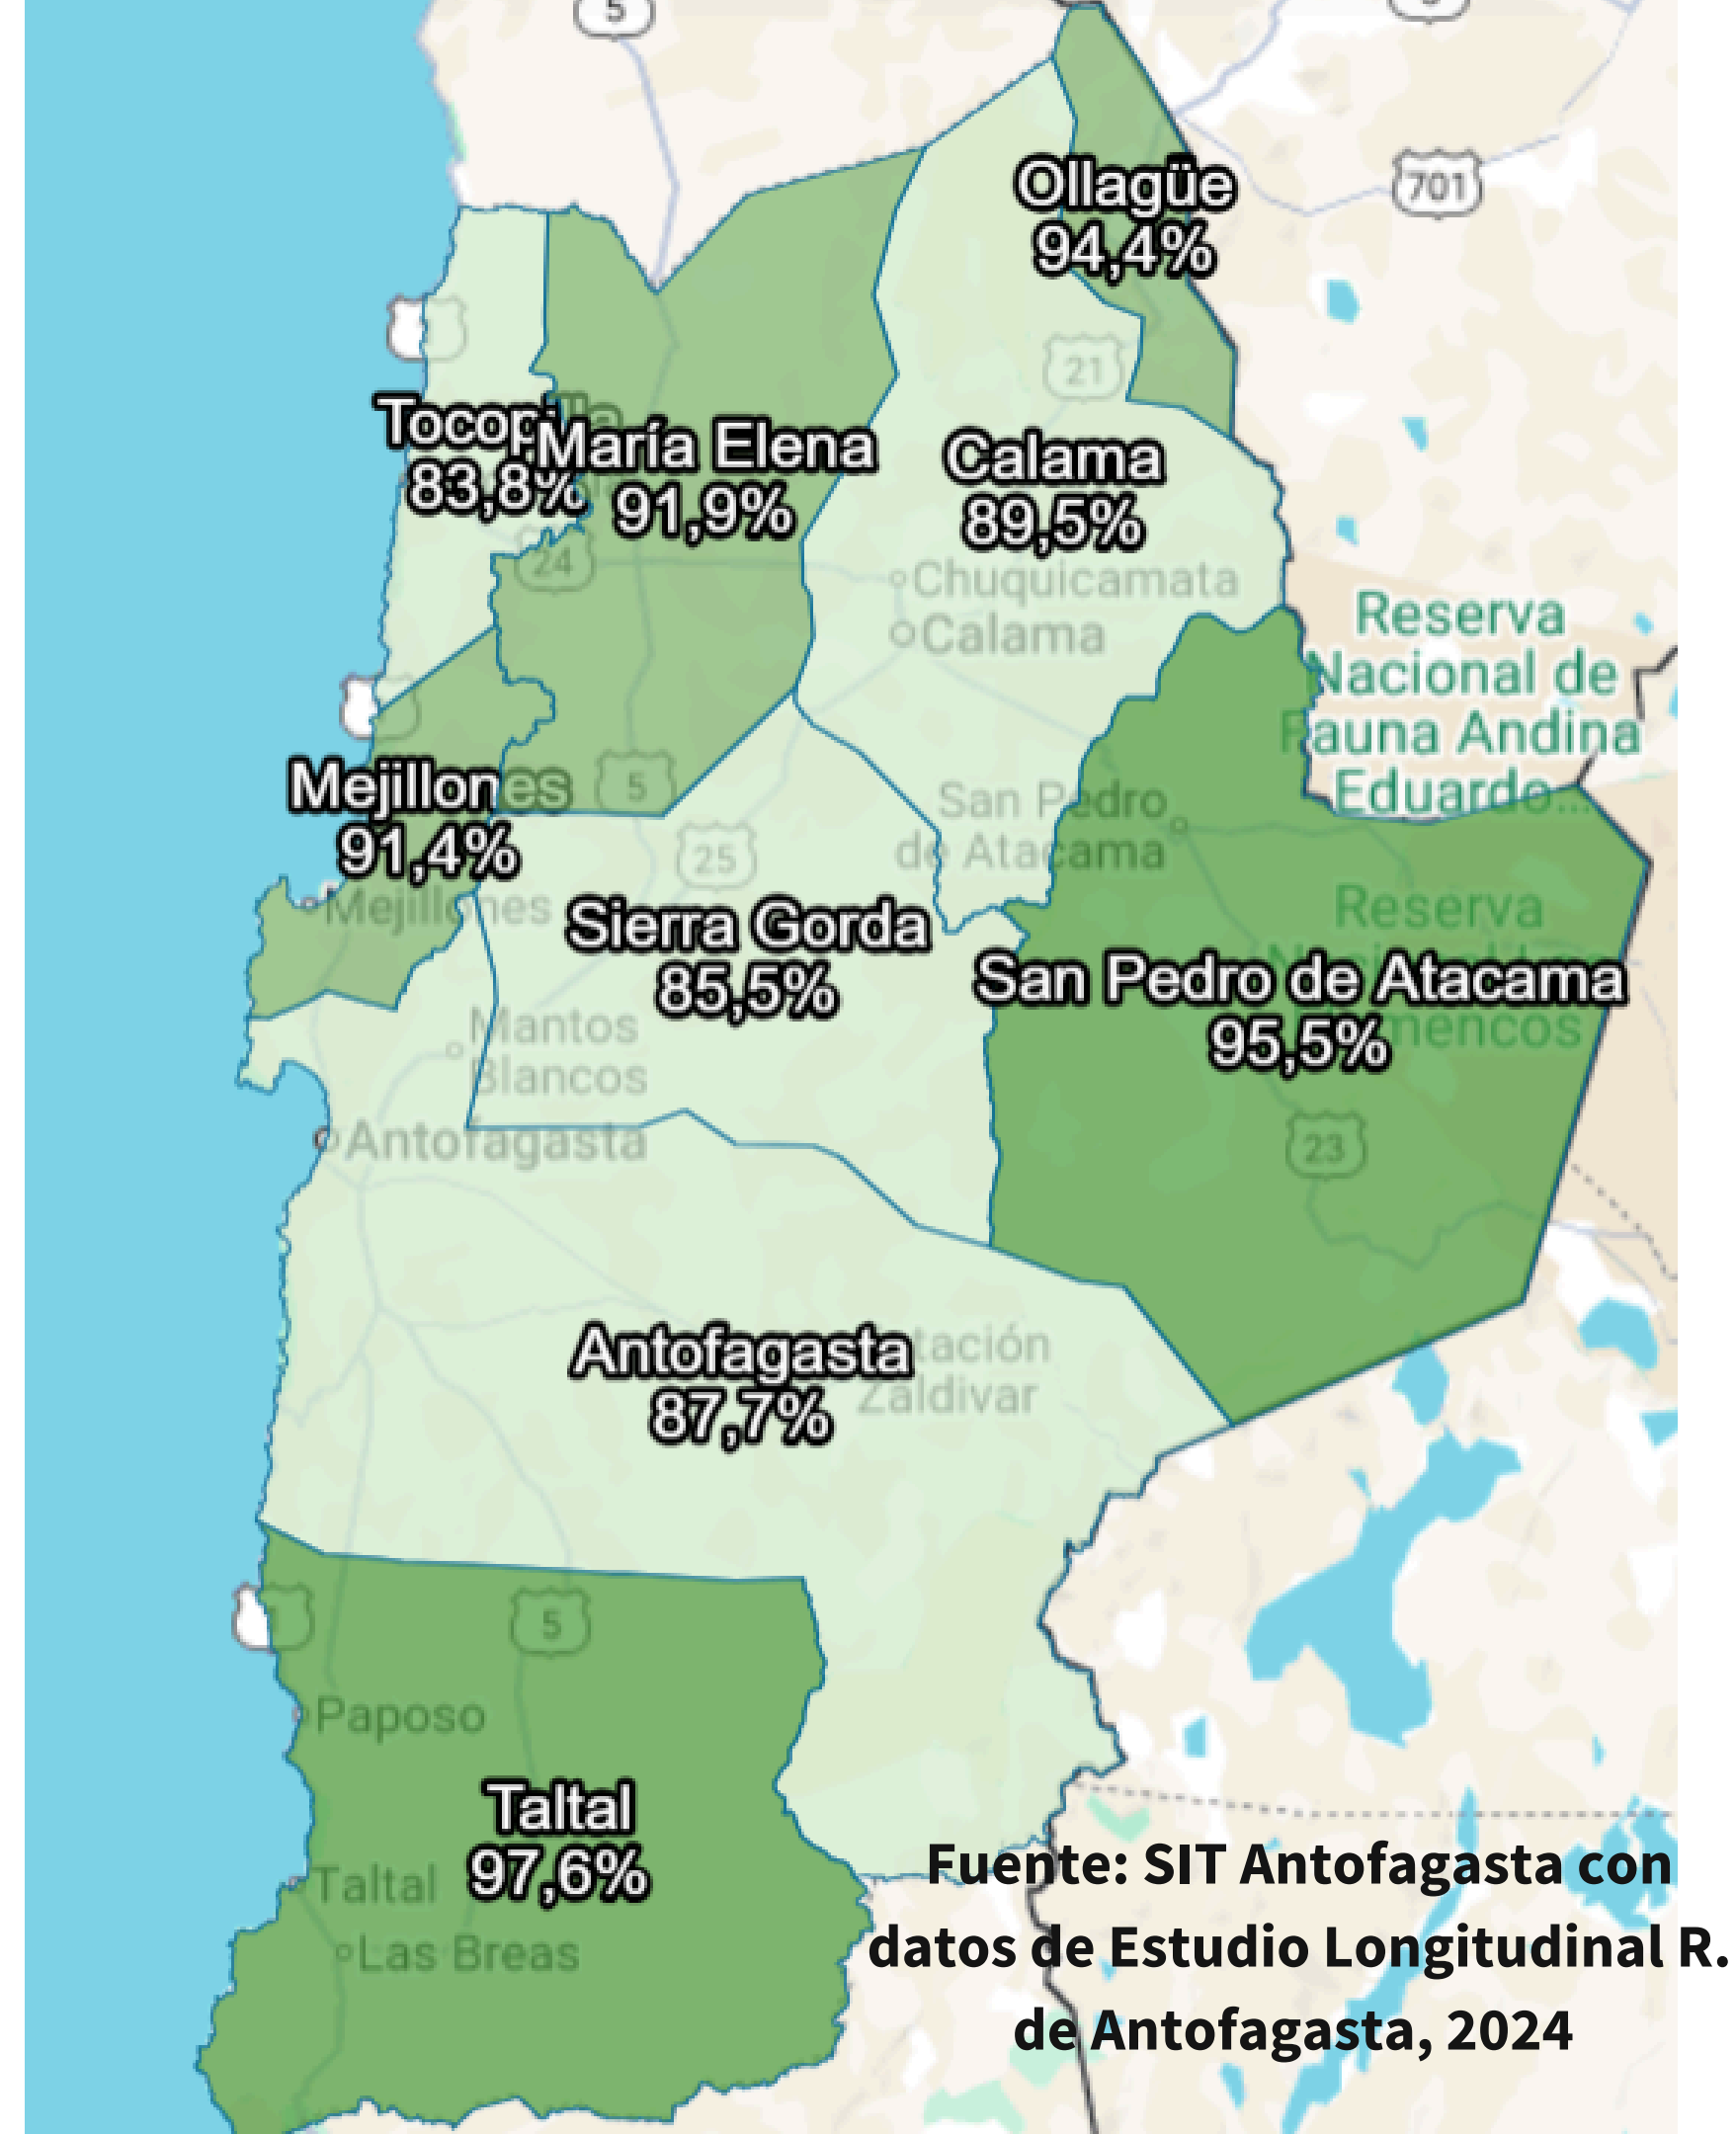 5
701
Ollagüe
94,4%
21
Tocopilla
83,8%
María Elena
91,9%
Calama
89,5%
24
Chuquicamata
Calama
Reserva
Nacional de
Fauna Andina
Eduardo...
Mejillones
91,4%
5
San Pedro
de Atacama
25
Mejillones
Sierra Gorda
85,5%
Reserva
San Pedro de Atacama
95,5%
Mantos
Blancos
Antofagasta
23
Antofagasta
87,7%
Zaldivar
5
Paposo
Taltal
97,6%
Taltal
Las Breas
Fuente: SIT Antofagasta con
datos de Estudio Longitudinal R.
de Antofagasta, 2024